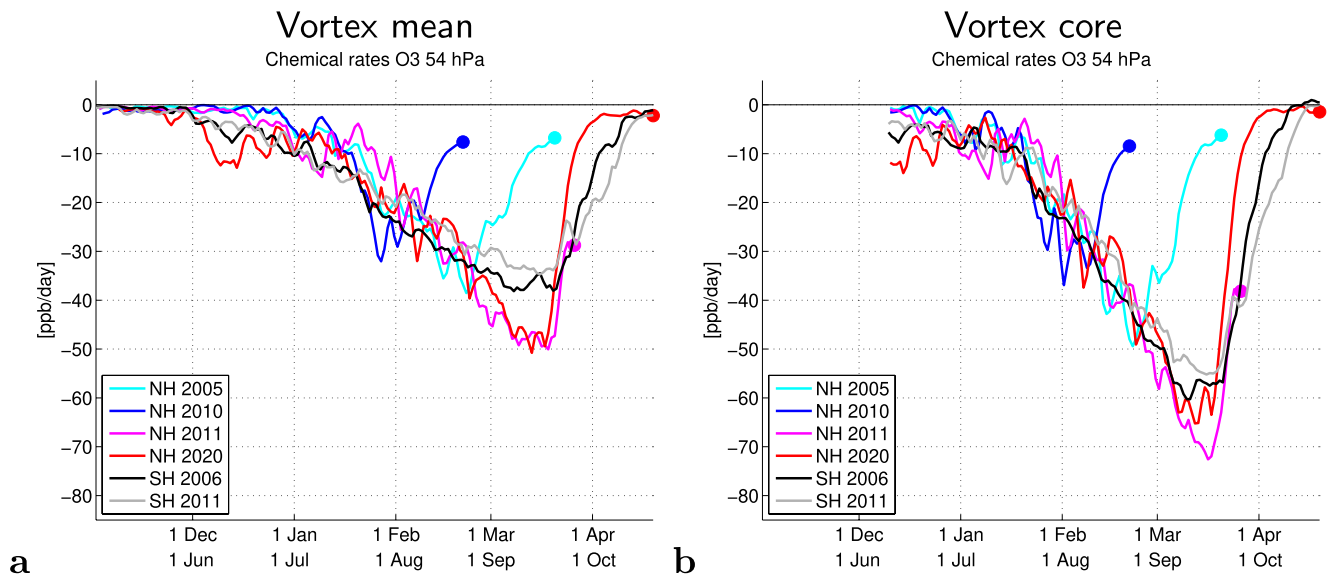 Vortex mean
Chemical rates O3 54 hPa
[ppb/day]
0
−10
−20
−30
−40
−50
−60
−70
−80
NH 2005
NH 2010
NH 2011
NH 2020
SH 2006
SH 2011
1 Dec 1 Jan 1 Feb 1 Mar 1 Apr
1 Jun 1 Jul 1 Aug 1 Sep 1 Oct
a
Vortex core
Chemical rates O3 54 hPa
[ppb/day]
0
−10
−20
−30
−40
−50
−60
−70
−80
NH 2005
NH 2010
NH 2011
NH 2020
SH 2006
SH 2011
1 Dec 1 Jan 1 Feb 1 Mar 1 Apr
1 Jun 1 Jul 1 Aug 1 Sep 1 Oct
b